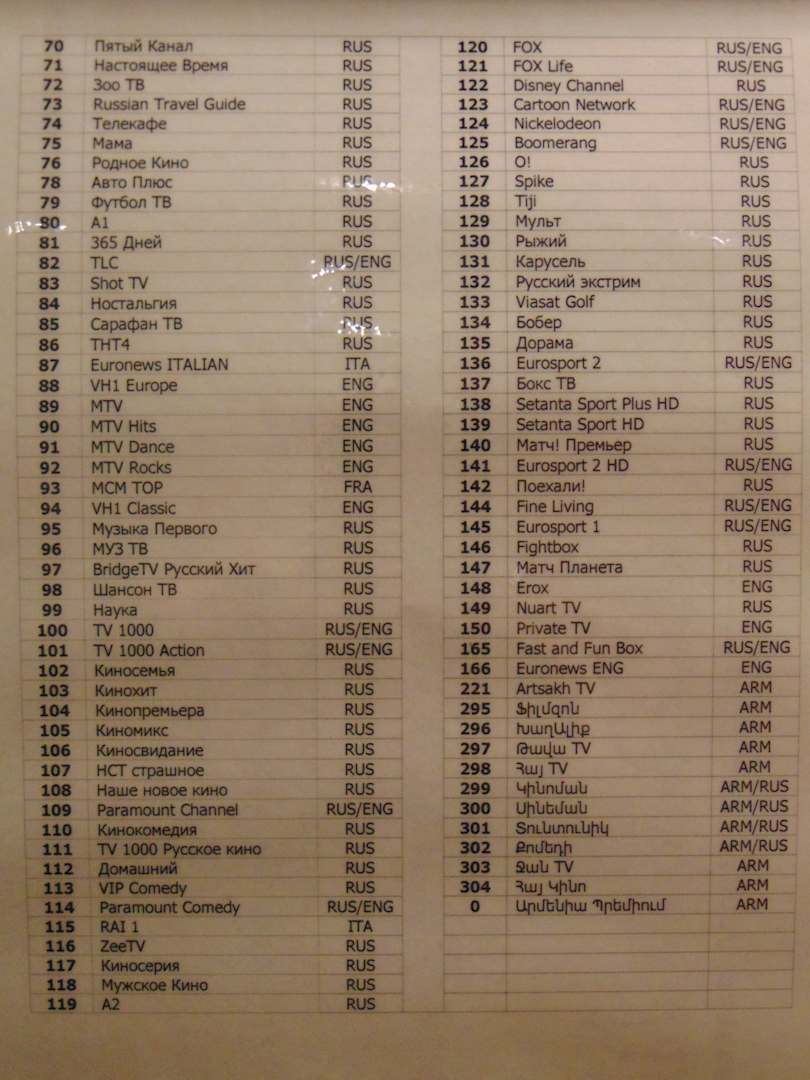 70 Пятый Канал RUS
71 Настоящее Время RUS
72 Зоо ТВ RUS
73 Russian Travel Guide RUS
74 Телекафе RUS
75 Мама RUS
76 Родное Кино RUS
78 Авто Плюс RUS
79 Футбол ТВ RUS
80 А1 RUS
81 365 Дней RUS
82 TLC RUS/ENG
83 Shot TV RUS
84 Ностальгия RUS
85 Сарафан ТВ RUS
86 ТНТ4 RUS
87 Euronews ITALIAN ITA
88 VH1 Europe ENG
89 MTV ENG
90 MTV Hits ENG
91 MTV Dance ENG
92 MTV Rocks ENG
93 MCM TOP FRA
94 VH1 Classic ENG
95 Музыка Первого RUS
96 МУЗ ТВ RUS
97 BridgeTV Русский Хит RUS
98 Шансон ТВ RUS
99 Наука RUS
100 TV 1000 RUS/ENG
101 TV 1000 Action RUS/ENG
102 Киносемья RUS
103 Кинохит RUS
104 Кинопремьера RUS
105 Киномикс RUS
106 Киносвидание RUS
107 НСТ страшное RUS
108 Наше новое кино RUS
109 Paramount Channel RUS/ENG
110 Кинокомедия RUS
111 TV 1000 Русское кино RUS
112 Домашний RUS
113 VIP Comedy RUS
114 Paramount Comedy RUS/ENG
115 RAI 1 ITA
116 ZeeTV RUS
117 Киносерия RUS
118 Мужское Кино RUS
119 А2 RUS
120 FOX RUS/ENG
121 FOX Life RUS/ENG
122 Disney Channel RUS
123 Cartoon Network RUS/ENG
124 Nickelodeon RUS/ENG
125 Boomerang RUS/ENG
126 О! RUS
127 Spike RUS
128 Tiji RUS
129 Мульт RUS
130 Рыжий RUS
131 Карусель RUS
132 Русский экстрим RUS
133 Viasat Golf RUS
134 Бобер RUS
135 Дорама RUS
136 Eurosport 2 RUS/ENG
137 Бокс ТВ RUS
138 Setanta Sport Plus HD RUS
139 Setanta Sport HD RUS
140 Матч! Премьер RUS
141 Eurosport 2 HD RUS/ENG
142 Поехали! RUS
144 Fine Living RUS/ENG
145 Eurosport 1 RUS/ENG
146 Fightbox RUS
147 Матч Планета RUS
148 Erox ENG
149 Nuart TV RUS
150 Private TV ENG
165 Fast and Fun Box RUS/ENG
166 Euronews ENG ENG
221 Artsakh TV ARM
295 Ֆիլմզոն ARM
296 ԽաղԱլիք ARM
297 Թավա TV ARM
298 Հայ TV ARM
299 Կինոման ARM/RUS
300 Սինեման ARM/RUS
301 Տունտունիկ ARM/RUS
302 Քոմեդի ARM/RUS
303 Ջան TV ARM
304 Հայ Կինո ARM
0 Արմենիա Պրեմիում ARM